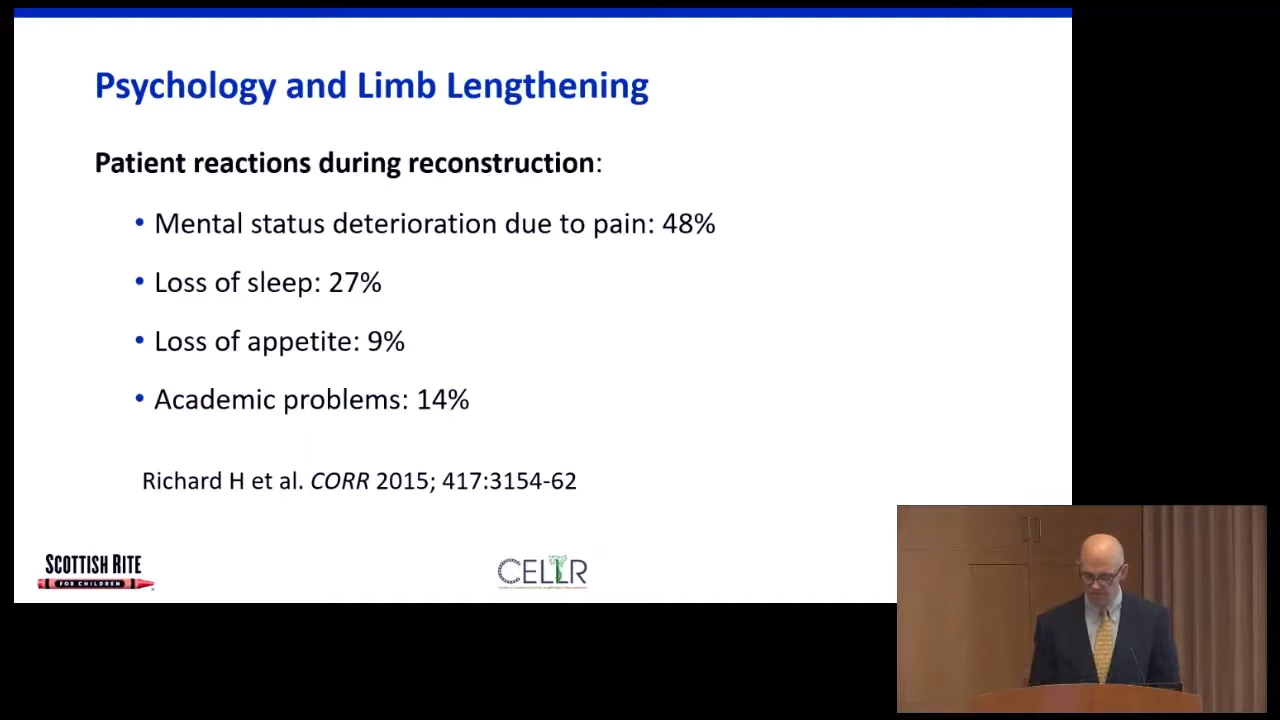 Psychology and Limb Lengthening
Patient reactions during reconstruction:
• Mental status deterioration due to pain: 48%
• Loss of sleep: 27%
• Loss of appetite: 9%
• Academic problems: 14%
Richard H et al. CORR 2015; 417:3154-62
SCOTTISH RITE
FOR CHILDREN
CELLR